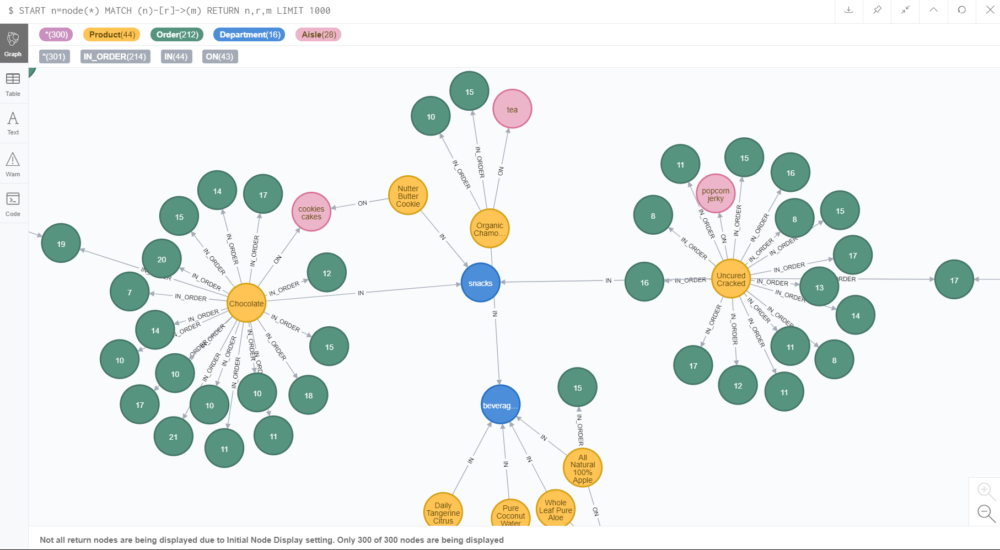 $ START n=node(*) MATCH (n)-[r]->(m) RETURN n,r,m LIMIT 1000
Graph
Table
Text
Warn
Code
*(300) Product(44) Order(212) Department(16) Aisle(28)
*(301) IN_ORDER(214) IN(44) ON(43)
15
10
tea
IN_ORDER
IN_ORDER
ON
Organic
Chamo...
Nutter
Butter
Cookie
ON
IN
cookies
cakes
14
17
15
19
20
7
14
10
10
17
21
10
11
10
11
18
15
12
Chocolate
IN_ORDER
IN_ORDER
IN_ORDER
ON
IN_ORDER
IN_ORDER
IN_ORDER
IN_ORDER
IN_ORDER
IN_ORDER
IN_ORDER
IN_ORDER
IN_ORDER
IN_ORDER
IN_ORDER
IN
snacks
IN
IN
11
15
16
popcorn
jerky
8
8
15
17
16
13
17
14
11
8
17
12
11
Uncured
Cracked
IN_ORDER
ON
IN_ORDER
IN_ORDER
IN_ORDER
IN_ORDER
IN_ORDER
IN_ORDER
IN_ORDER
IN_ORDER
RDER
IN_ORDER
IN_ORDER
IN_ORDER
IN_ORDER
IN_ORDER
IN_ORDER
beverag...
15
IN_ORDER
IN
IN
IN
IN
All
Natural
100%
Apple
ON
Daily
Tangerine
Citrus
Pure
Coconut
Water
Whole
Leaf Pure
Aloe
Not all return nodes are being displayed due to Initial Node Display setting. Only 300 of 300 nodes are being displayed